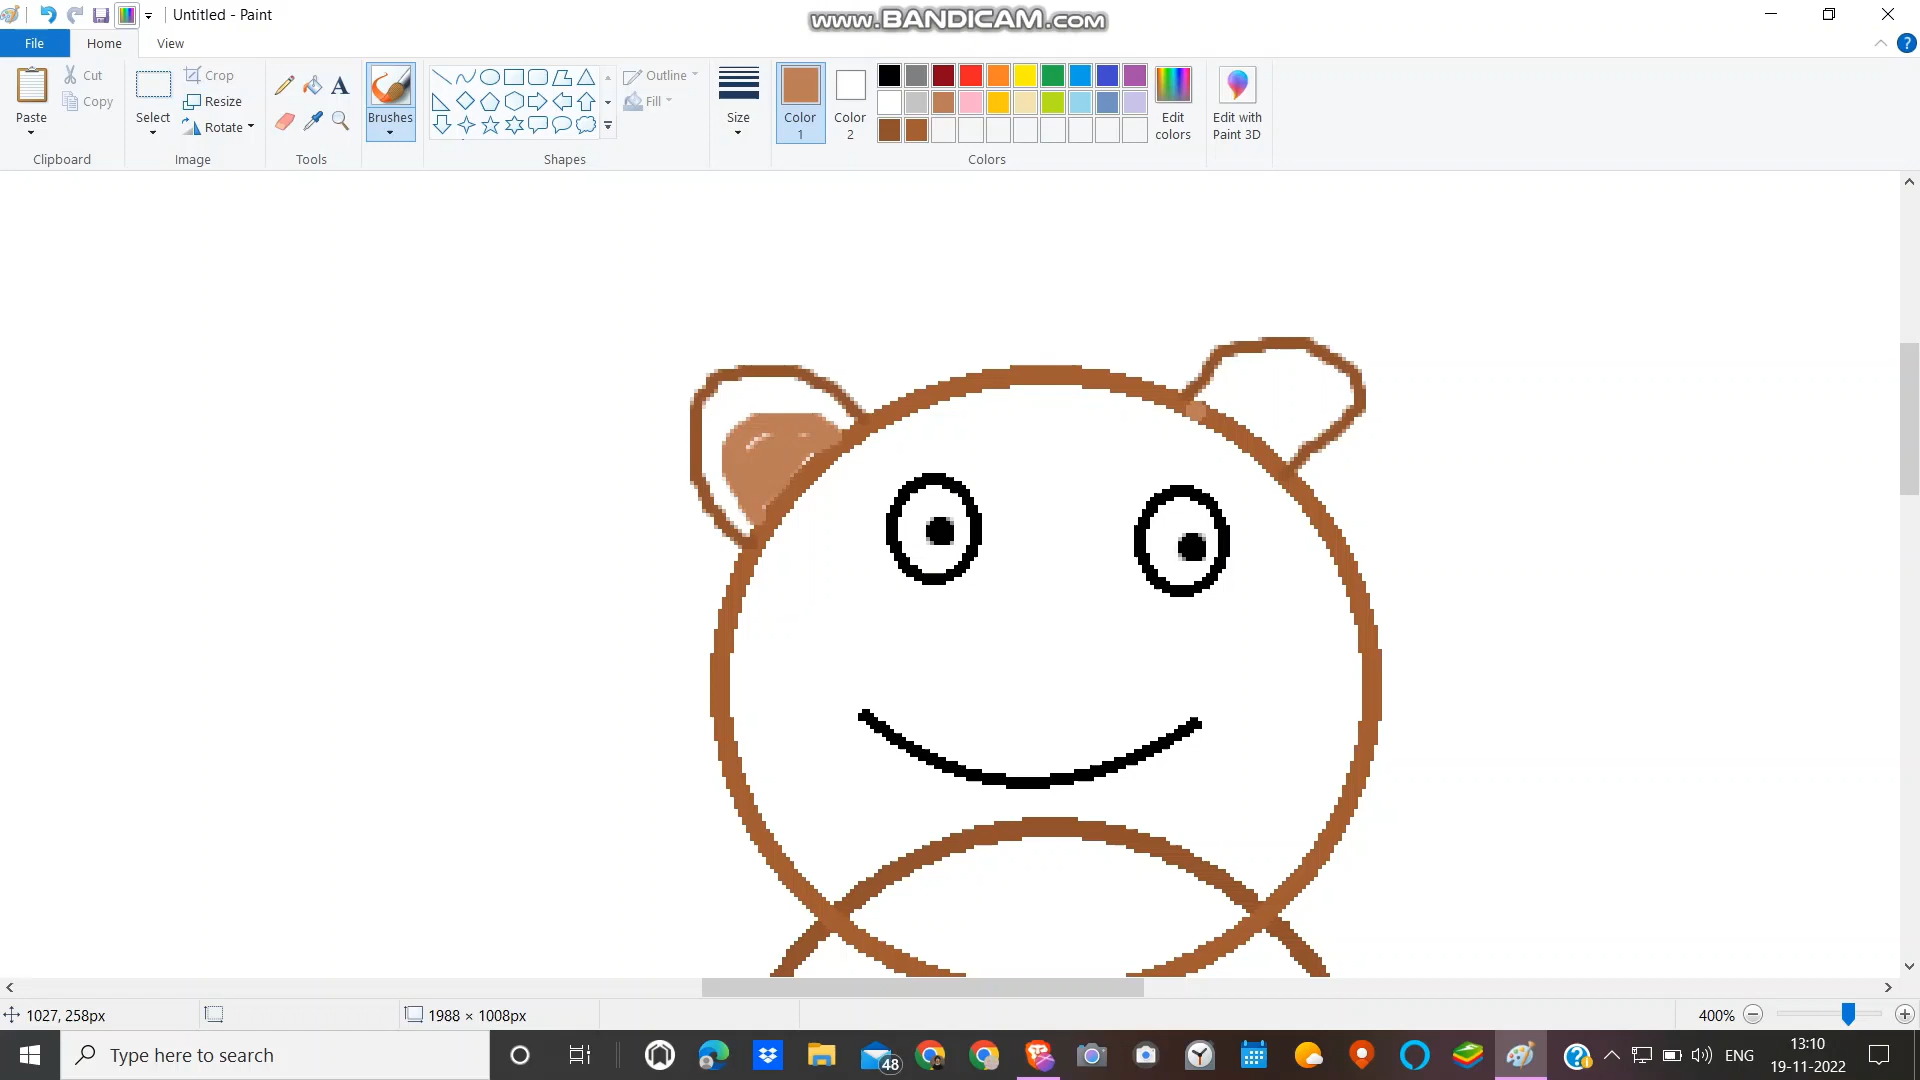 Untitled - Paint
www.BANDICAM.com
File Home View
Paste
Cut
Copy
Clipboard
Select
Crop
Resize
Rotate
Image
A
Tools
Brushes
Shapes
Outline
Fill
Size
Color 1
Color 2
Edit colors
Colors
Edit with Paint 3D
?
1027, 258px
1988 × 1008px
400%
Type here to search
48
ENG
13:10
19-11-2022